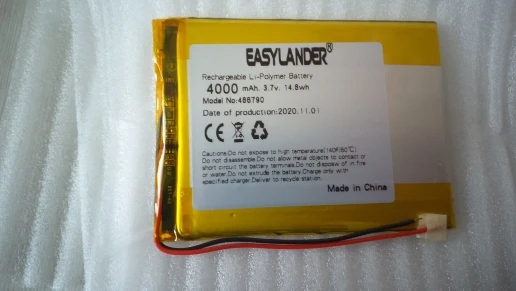 EASYLANDER®
Rechargeable Li-Polymer Battery
4000 mAh. 3.7v. 14.8wh
Model No:486790
Date of production:2020.11.01
CE
Cautions:Do not expose to high temperature(140F/60℃)
Do not disassemble.Do not allow metal objects to contact or
short circuit the battery terminals.Do not disposed of in fire
or water.Do not extrude the battery.Charge only with
specified charger.Deliver to recycle station.
Made in China